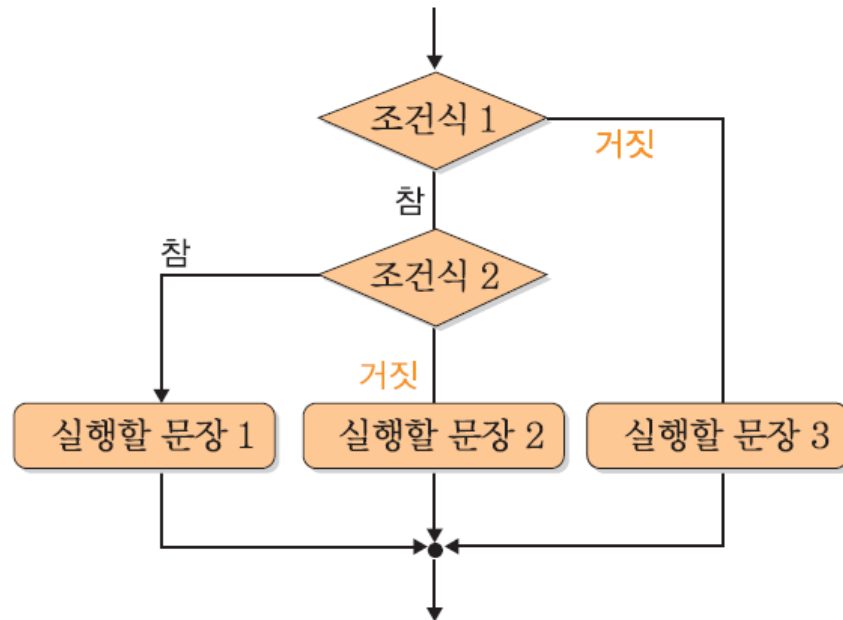 조건식 1
거짓
참
참
조건식 2
거짓
실행할 문장 1
실행할 문장 2
실행할 문장 3